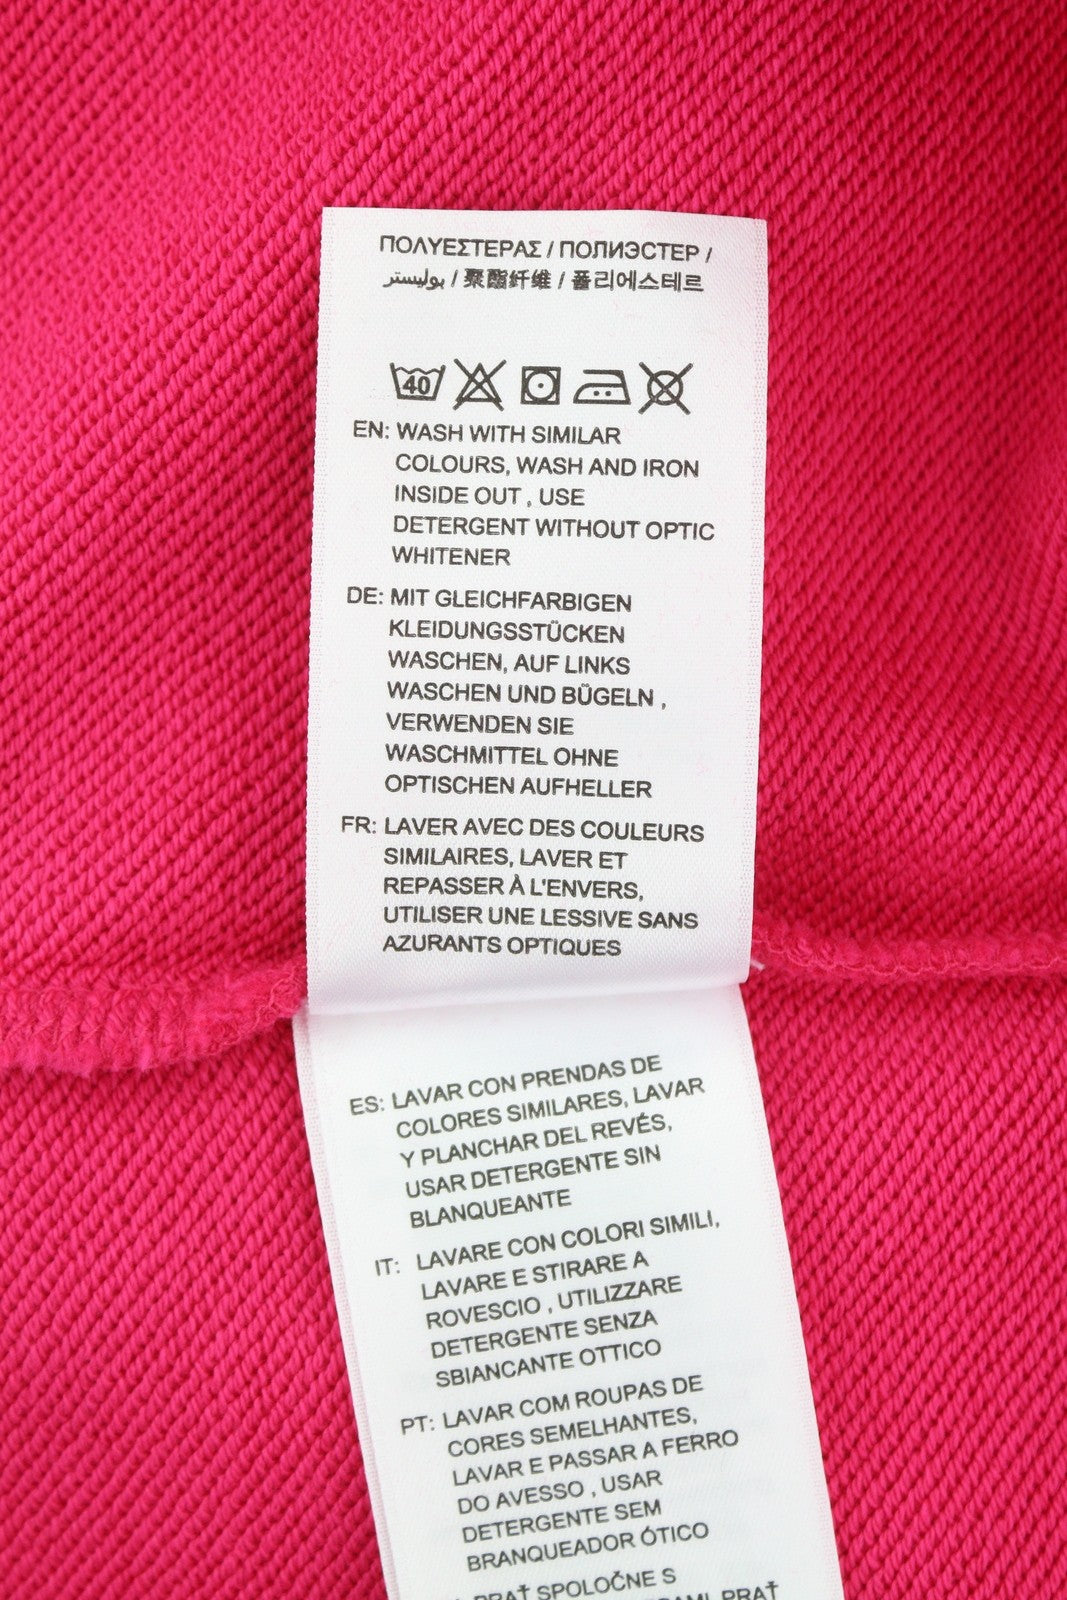 ΠΟΛΥΕΣΤΕΡΑΣ / ПОЛИЭСТЕР /
بوليستر / 聚酯纤维 / 폴리에스테르
40
EN: WASH WITH SIMILAR
COLOURS, WASH AND IRON
INSIDE OUT , USE
DETERGENT WITHOUT OPTIC
WHITENER
DE: MIT GLEICHFARBIGEN
KLEIDUNGSSTÜCKEN
WASCHEN, AUF LINKS
WASCHEN UND BÜGELN ,
VERWENDEN SIE
WASCHMITTEL OHNE
OPTISCHEN AUFHELLER
FR: LAVER AVEC DES COULEURS
SIMILAIRES, LAVER ET
REPASSER À L'ENVERS,
UTILISER UNE LESSIVE SANS
AZURANTS OPTIQUES
ES: LAVAR CON PRENDAS DE
COLORES SIMILARES, LAVAR
Y PLANCHAR DEL REVÉS,
USAR DETERGENTE SIN
BLANQUEANTE
IT: LAVARE CON COLORI SIMILI,
LAVARE E STIRARE A
ROVESCIO , UTILIZZARE
DETERGENTE SENZA
SBIANCANTE OTTICO
PT: LAVAR COM ROUPAS DE
CORES SEMELHANTES,
LAVAR E PASSAR A FERRO
DO AVESSO , USAR
DETERGENTE SEM
BRANQUEADOR ÓTICO
PRAŤ SPOLOČNE S
PRAŤ